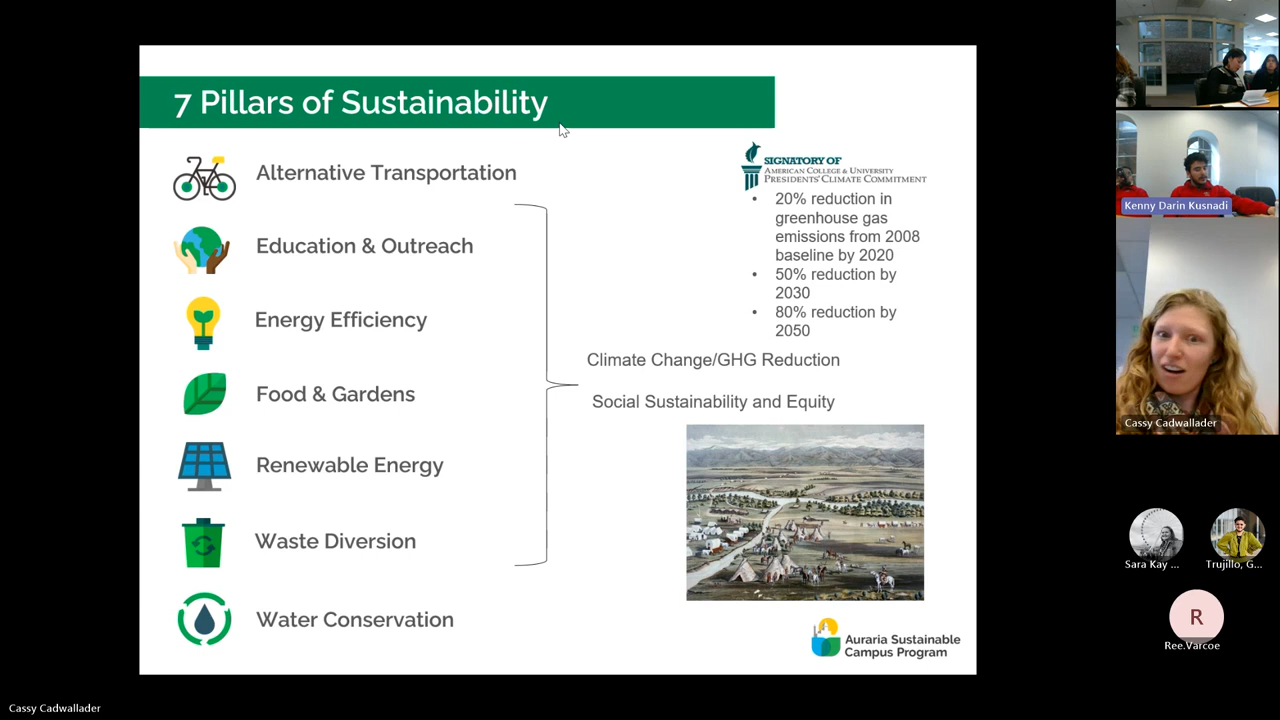 7 Pillars of Sustainability
Alternative Transportation
Education & Outreach
Energy Efficiency
Food & Gardens
Renewable Energy
Waste Diversion
Water Conservation
SIGNATORY OF
AMERICAN COLLEGE & UNIVERSITY
PRESIDENTS' CLIMATE COMMITMENT
• 20% reduction in
greenhouse gas
emissions from 2008
baseline by 2020
• 50% reduction by
2030
• 80% reduction by
2050
Climate Change/GHG Reduction
Social Sustainability and Equity
Auraria Sustainable
Campus Program
Kenny Darin Kusnadi
Cassy Cadwallader
Sara Kay ...
Trujillo, G...
R
Ree.Varcoe
Cassy Cadwallader